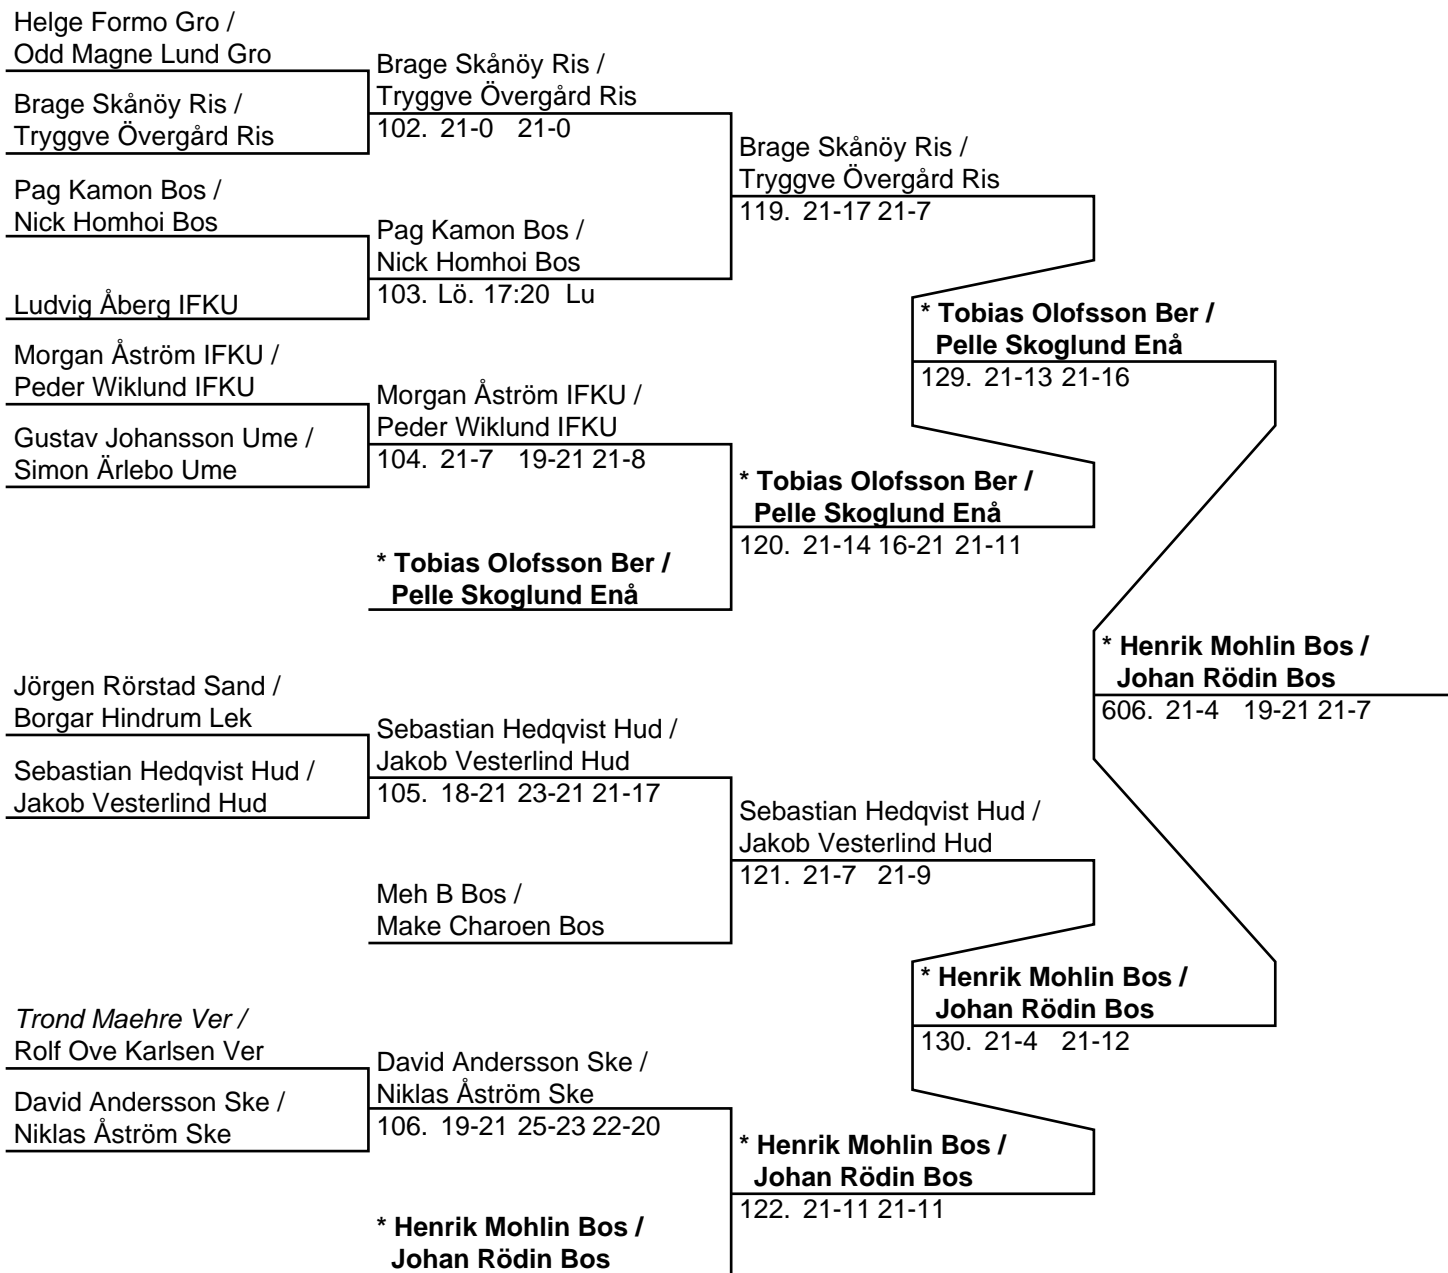 Helge Formo Gro /
Odd Magne Lund Gro
Brage Skånöy Ris /
Tryggve Övergård Ris
Pag Kamon Bos /
Nick Homhoi Bos
Ludvig Åberg IFKU
Morgan Åström IFKU /
Peder Wiklund IFKU
Gustav Johansson Ume /
Simon Ärlebo Ume
Jörgen Rörstad Sand /
Borgar Hindrum Lek
Sebastian Hedqvist Hud /
Jakob Vesterlind Hud
Trond Maehre Ver /
Rolf Ove Karlsen Ver
David Andersson Ske /
Niklas Åström Ske
Brage Skånöy Ris /
Tryggve Övergård Ris
102. 21-0 21-0
Pag Kamon Bos /
Nick Homhoi Bos
103. Lö. 17:20 Lu
Morgan Åström IFKU /
Peder Wiklund IFKU
104. 21-7 19-21 21-8
* Tobias Olofsson Ber /
Pelle Skoglund Enå
Sebastian Hedqvist Hud /
Jakob Vesterlind Hud
105. 18-21 23-21 21-17
Meh B Bos /
Make Charoen Bos
David Andersson Ske /
Niklas Åström Ske
106. 19-21 25-23 22-20
* Henrik Mohlin Bos /
Johan Rödin Bos
Brage Skånöy Ris /
Tryggve Övergård Ris
119. 21-17 21-7
* Tobias Olofsson Ber /
Pelle Skoglund Enå
120. 21-14 16-21 21-11
Sebastian Hedqvist Hud /
Jakob Vesterlind Hud
121. 21-7 21-9
* Henrik Mohlin Bos /
Johan Rödin Bos
122. 21-11 21-11
* Tobias Olofsson Ber /
Pelle Skoglund Enå
129. 21-13 21-16
* Henrik Mohlin Bos /
Johan Rödin Bos
130. 21-4 21-12
* Henrik Mohlin Bos /
Johan Rödin Bos
606. 21-4 19-21 21-7